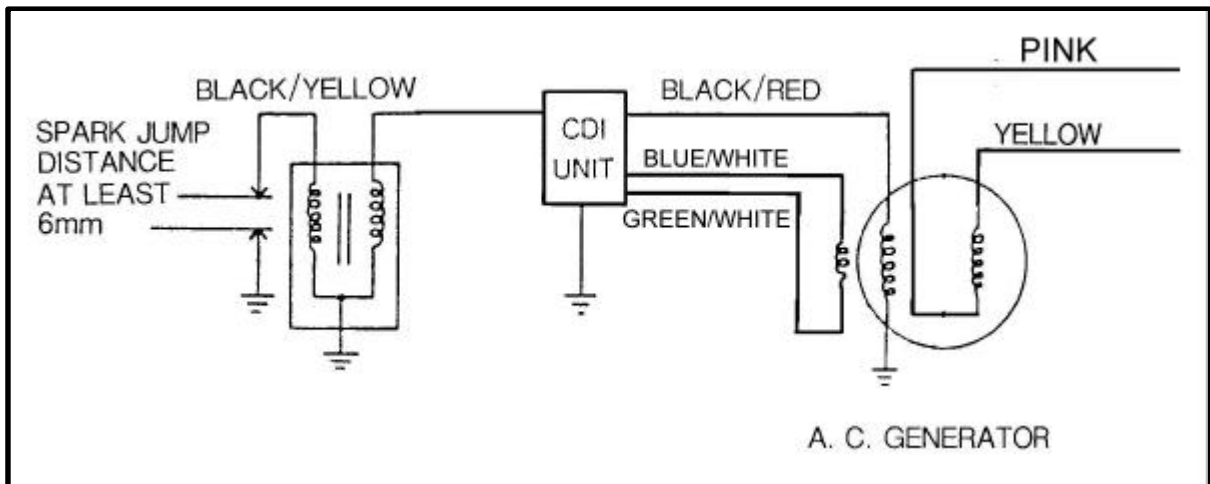 PINK
BLACK/YELLOW
BLACK/RED
SPARK JUMP
DISTANCE
AT LEAST
6mm
CDI
UNIT
YELLOW
BLUE/WHITE
GREEN/WHITE
A. C. GENERATOR